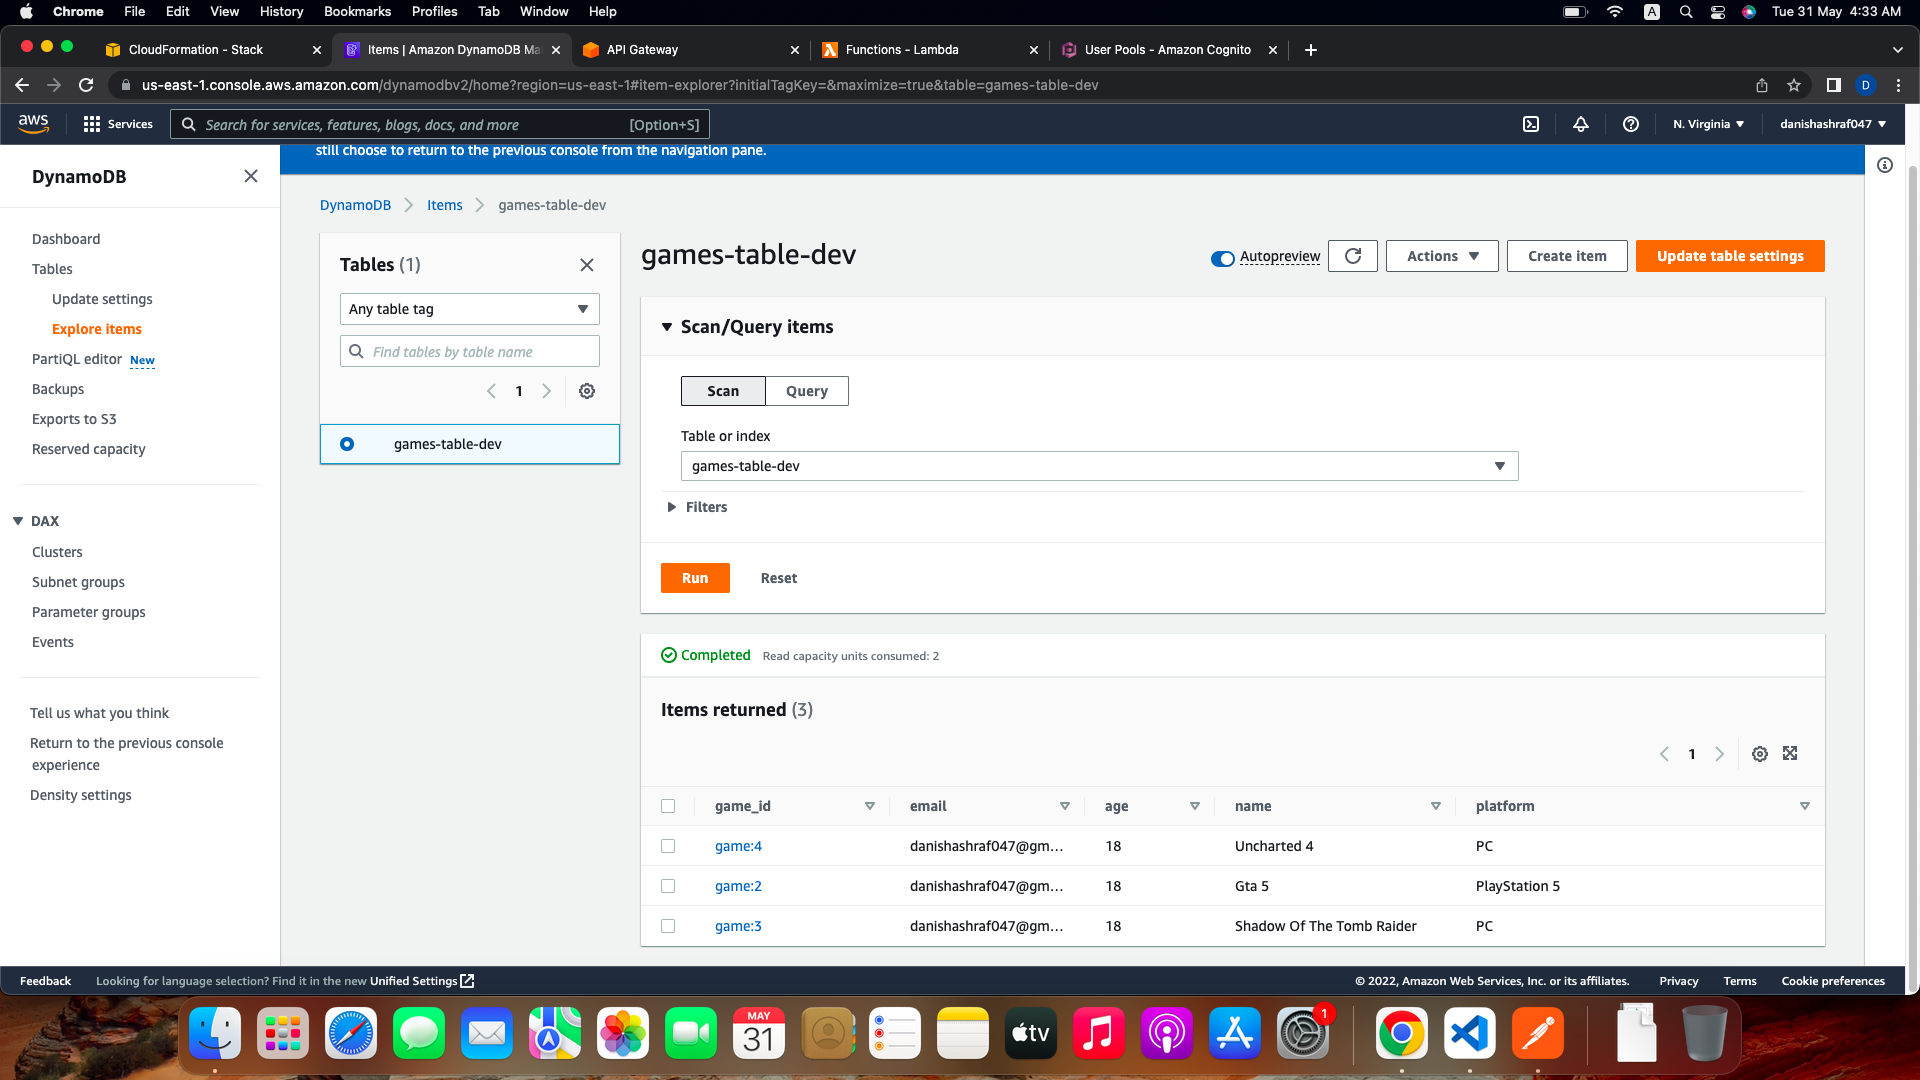 Chrome File Edit View History Bookmarks Profiles Tab Window Help A Tue 31 May 4:33 AM
CloudFormation - Stack Items | Amazon DynamoDB Ma API Gateway Functions - Lambda User Pools - Amazon Cognito
us-east-1.console.aws.amazon.com/dynamodbv2/home?region=us-east-1#item-explorer?initialTagKey=&maximize=true&table=games-table-dev D
aws Services Search for services, features, blogs, docs, and more [Option+S] N. Virginia danishashraf047
still choose to return to the previous console from the navigation pane.
DynamoDB
Dashboard
Tables
Update settings
Explore items
PartiQL editor New
Backups
Exports to S3
Reserved capacity
DAX
Clusters
Subnet groups
Parameter groups
Events
Tell us what you think
Return to the previous console
experience
Density settings
DynamoDB Items games-table-dev
Tables (1)
Any table tag
Find tables by table name
1
games-table-dev
games-table-dev
Autopreview Actions Create item Update table settings
Scan/Query items
Scan Query
Table or index
games-table-dev
Filters
Run Reset
Completed Read capacity units consumed: 2
Items returned (3)
1
game_id email age name platform
game:4 danishashraf047@gm... 18 Uncharted 4 PC
game:2 danishashraf047@gm... 18 Gta 5 PlayStation 5
game:3 danishashraf047@gm... 18 Shadow Of The Tomb Raider PC
Feedback Looking for language selection? Find it in the new Unified Settings © 2022, Amazon Web Services, Inc. or its affiliates. Privacy Terms Cookie preferences
MAY
31
tv
1